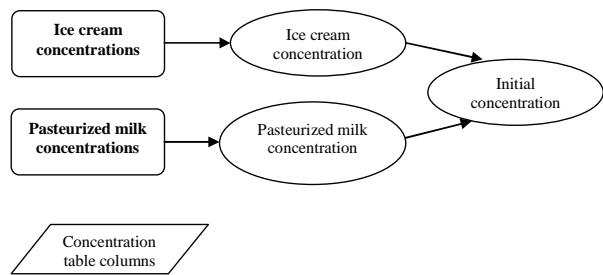 Ice cream
concentrations
Ice cream
concentration
Initial
concentration
Pasteurized milk
concentrations
Pasteurized milk
concentration
Concentration
table columns